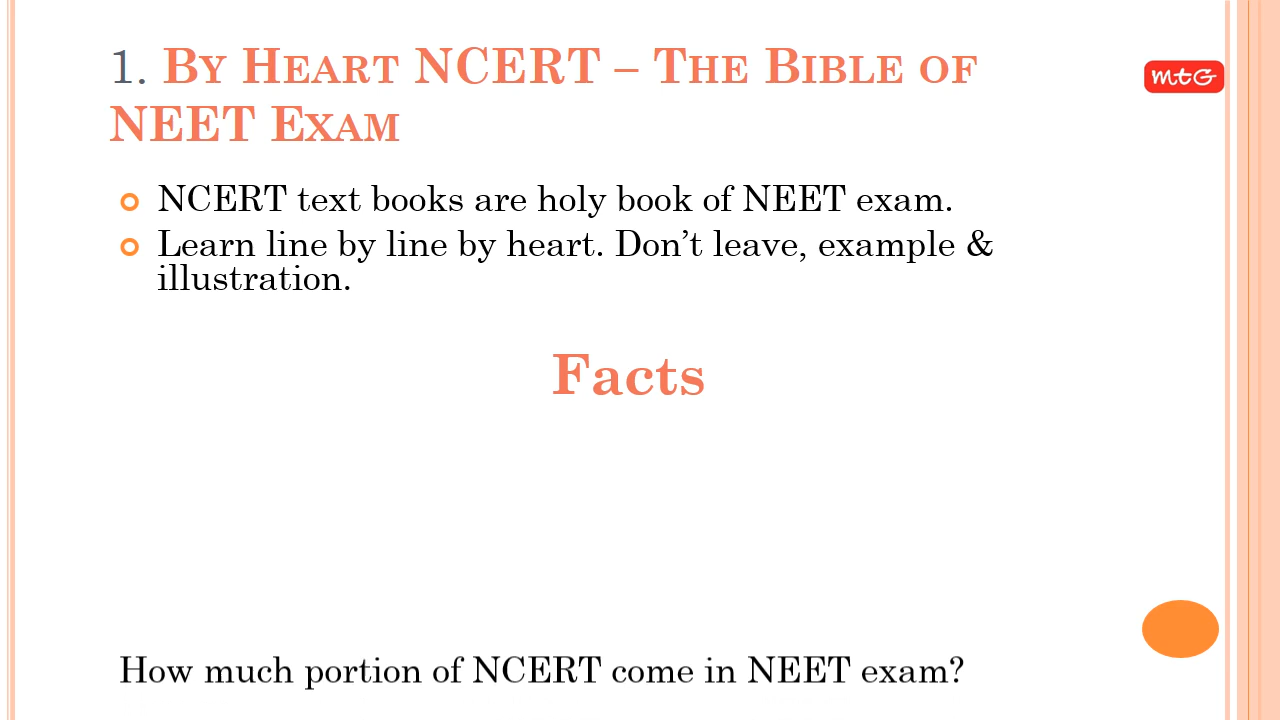 1. By Heart NCERT – The Bible of
NEET Exam
mtG
NCERT text books are holy book of NEET exam.
Learn line by line by heart. Don’t leave, example &
illustration.
Facts
How much portion of NCERT come in NEET exam?